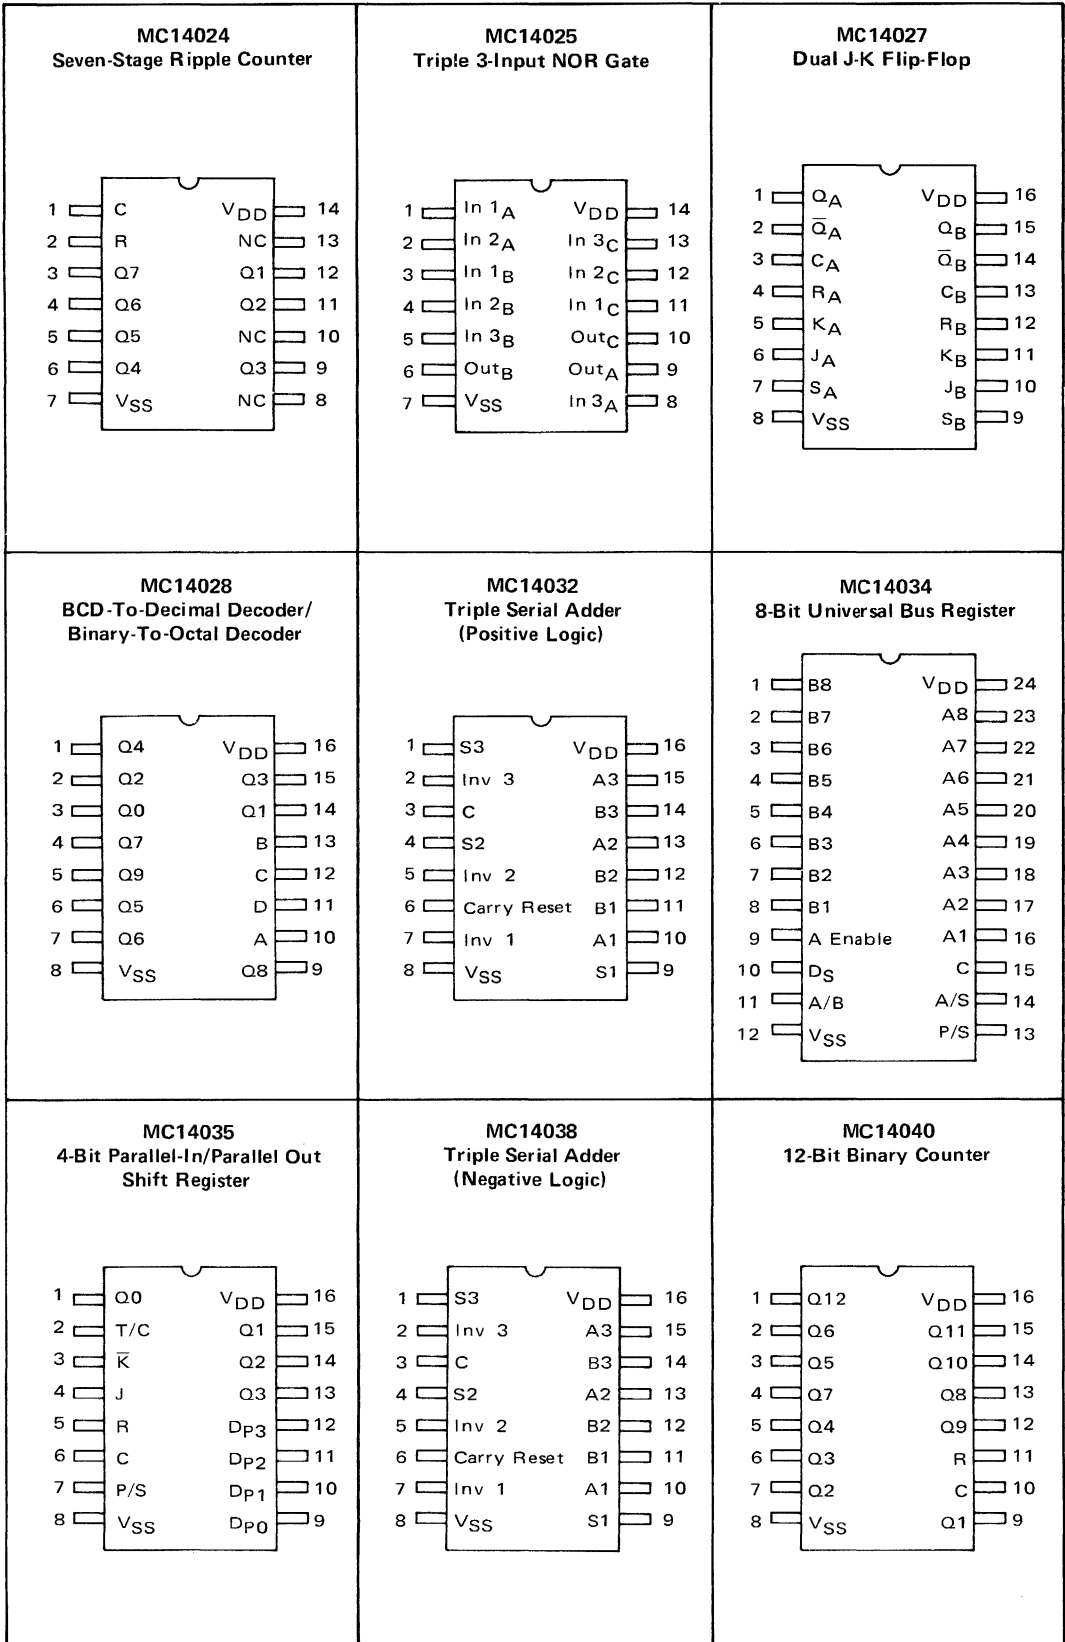 MC14024
Seven-Stage Ripple Counter
1 C VDD 14
2 R NC 13
3 Q7 Q1 12
4 Q6 Q2 11
5 Q5 NC 10
6 Q4 Q3 9
7 VSS NC 8
MC14025
Triple 3-Input NOR Gate
1 In 1A VDD 14
2 In 2A In 3C 13
3 In 1B In 2C 12
4 In 2B In 1C 11
5 In 3B OutC 10
6 OutB OutA 9
7 VSS In 3A 8
MC14027
Dual J-K Flip-Flop
1 QA VDD 16
2 Q̅A QB 15
3 CA Q̅B 14
4 RA CB 13
5 KA RB 12
6 JA KB 11
7 SA JB 10
8 VSS SB 9
MC14028
BCD-To-Decimal Decoder/
Binary-To-Octal Decoder
1 Q4 VDD 16
2 Q2 Q3 15
3 Q0 Q1 14
4 Q7 B 13
5 Q9 C 12
6 Q5 D 11
7 Q6 A 10
8 VSS Q8 9
MC14032
Triple Serial Adder
(Positive Logic)
1 S3 VDD 16
2 Inv 3 A3 15
3 C B3 14
4 S2 A2 13
5 Inv 2 B2 12
6 Carry Reset B1 11
7 Inv 1 A1 10
8 VSS S1 9
MC14034
8-Bit Universal Bus Register
1 B8 VDD 24
2 B7 A8 23
3 B6 A7 22
4 B5 A6 21
5 B4 A5 20
6 B3 A4 19
7 B2 A3 18
8 B1 A2 17
9 A Enable A1 16
10 DS C 15
11 A/B A/S 14
12 VSS P/S 13
MC14035
4-Bit Parallel-In/Parallel Out
Shift Register
1 Q0 VDD 16
2 T/C Q1 15
3 K̅ Q2 14
4 J Q3 13
5 R DP3 12
6 C DP2 11
7 P/S DP1 10
8 VSS DP0 9
MC14038
Triple Serial Adder
(Negative Logic)
1 S3 VDD 16
2 Inv 3 A3 15
3 C B3 14
4 S2 A2 13
5 Inv 2 B2 12
6 Carry Reset B1 11
7 Inv 1 A1 10
8 VSS S1 9
MC14040
12-Bit Binary Counter
1 Q12 VDD 16
2 Q6 Q11 15
3 Q5 Q10 14
4 Q7 Q8 13
5 Q4 Q9 12
6 Q3 R 11
7 Q2 C 10
8 VSS Q1 9